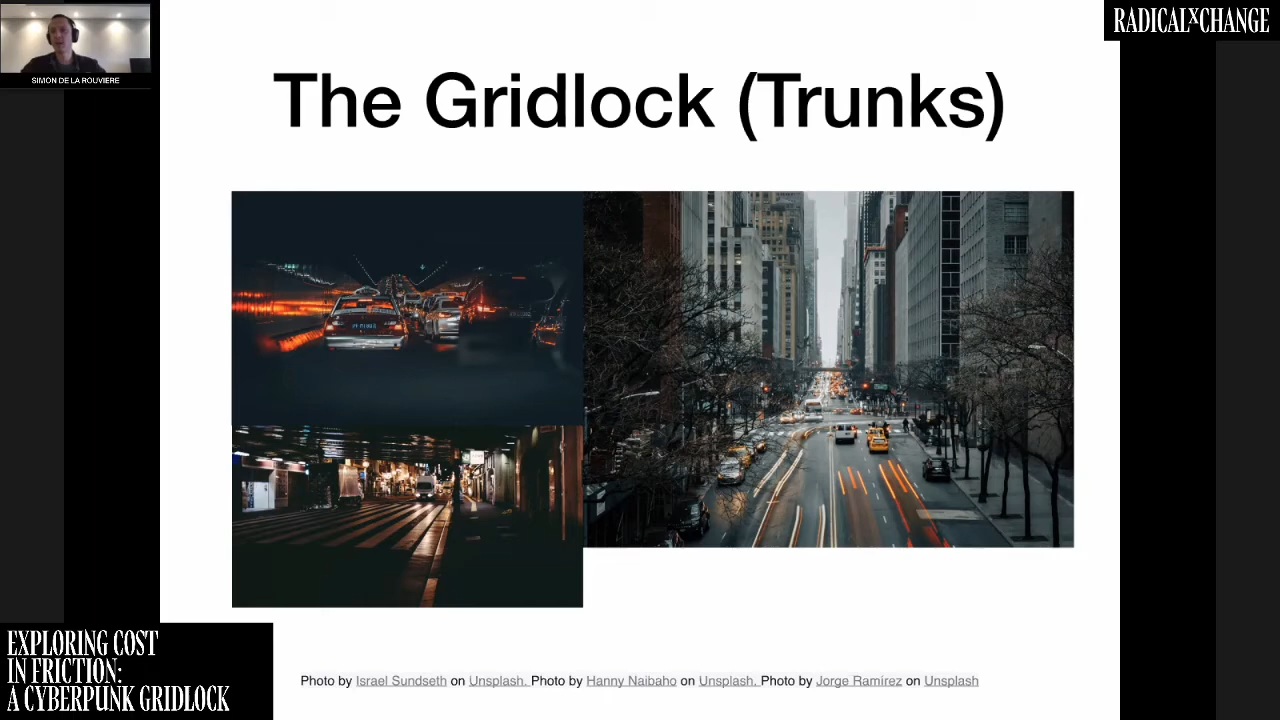 SIMON DE LA ROUVIERE
RADICALXCHANGE
The Gridlock (Trunks)
EXPLORING COST
IN FRICTION:
A CYBERPUNK GRIDLOCK
Photo by Israel Sundseth on Unsplash. Photo by Hanny Naibaho on Unsplash. Photo by Jorge Ramirez on Unsplash